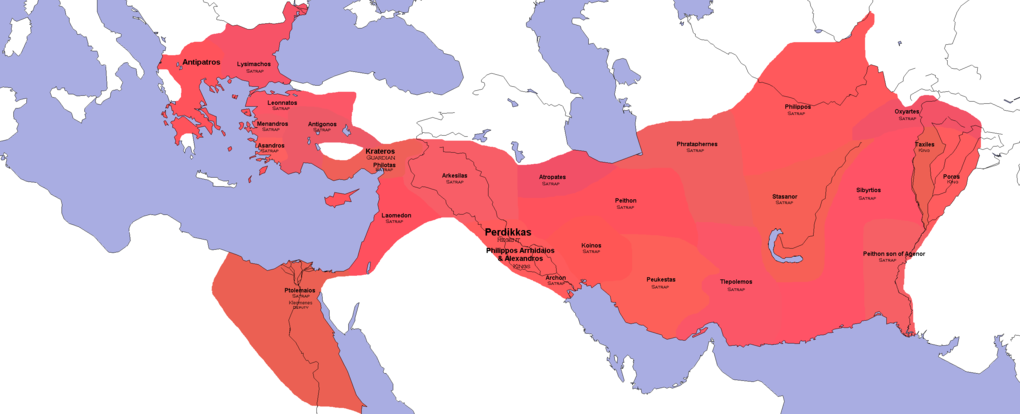 Antipatros
Lysimachos
SATRAP
Leonnatos
SATRAP
Menandros
SATRAP
Antigonos
SATRAP
Asandros
SATRAP
Krateros
GUARDIAN
Philotas
SATRAP
Arkesilas
SATRAP
Laomedon
SATRAP
Atropates
SATRAP
Peithon
SATRAP
Perdikkas
REGENT
Philippos Arrhidaios
& Alexandros
KINGS
Archon
SATRAP
Koinos
SATRAP
Peukestas
SATRAP
Tlepolemos
SATRAP
Phrataphernes
SATRAP
Philippos
SATRAP
Oxyartes
SATRAP
Taxiles
KING
Poros
KING
Stasanor
SATRAP
Sibyrtios
SATRAP
Peithon son of Agenor
SATRAP
Ptolemaios
SATRAP
DEPUTY